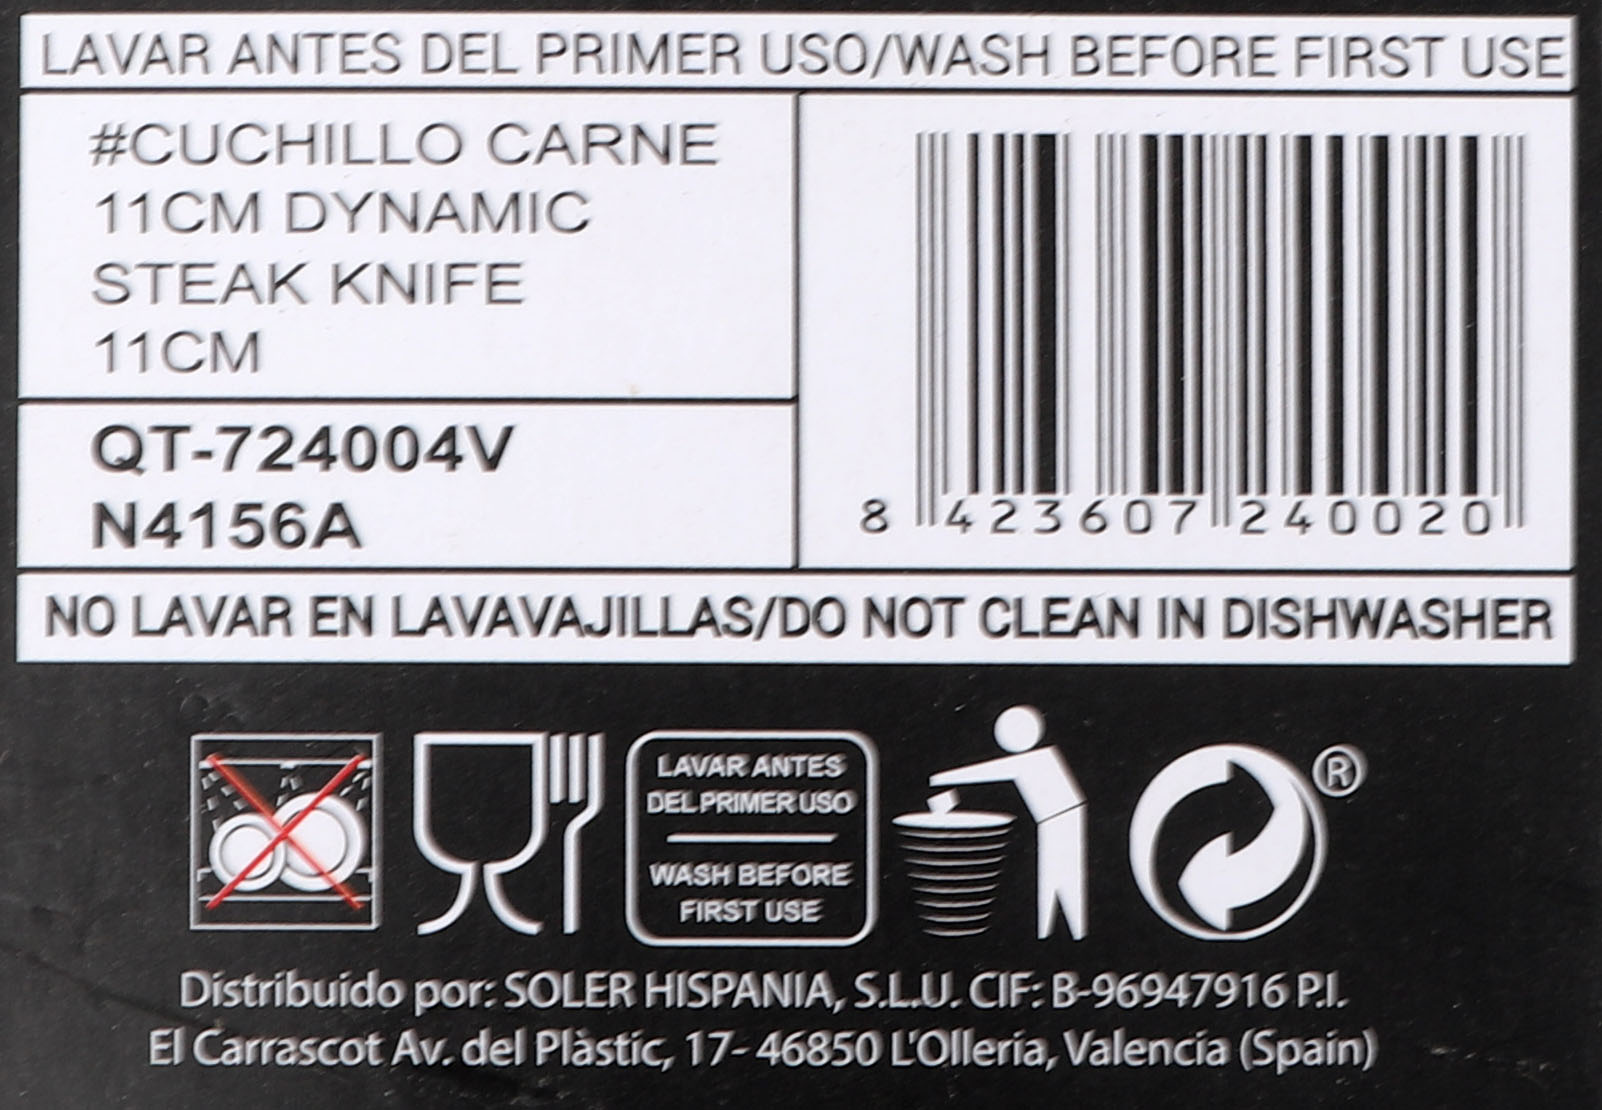 LAVAR ANTES DEL PRIMER USO/WASH BEFORE FIRST USE
#CUCHILLO CARNE
11CM DYNAMIC
STEAK KNIFE
11CM
QT-724004V
N4156A
8 423607 240020
NO LAVAR EN LAVAVAJILLAS/DO NOT CLEAN IN DISHWASHER
LAVAR ANTES
DEL PRIMER USO
WASH BEFORE
FIRST USE
®
Distribuido por: SOLER HISPANIA, S.L.U. CIF: B-96947916 P.I.
El Carrascot Av. del Plàstic, 17- 46850 L'Olleria, Valencia (Spain)